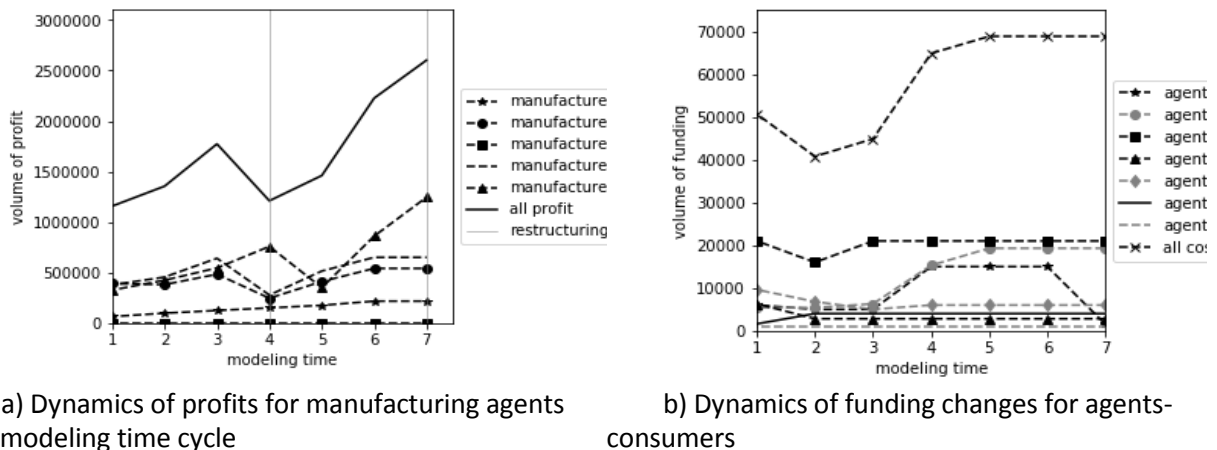 3000000
2500000
2000000
1500000
1000000
500000
0
volume of profit
1 2 3 4 5 6 7
modeling time
manufacture
manufacture
manufacture
manufacture
manufacture
all profit
restructuring
70000
60000
50000
40000
30000
20000
10000
0
volume of funding
1 2 3 4 5 6 7
modeling time
agent
agent
agent
agent
agent
agent
agent
all cos
a) Dynamics of profits for manufacturing agents
modeling time cycle
b) Dynamics of funding changes for agents-
consumers